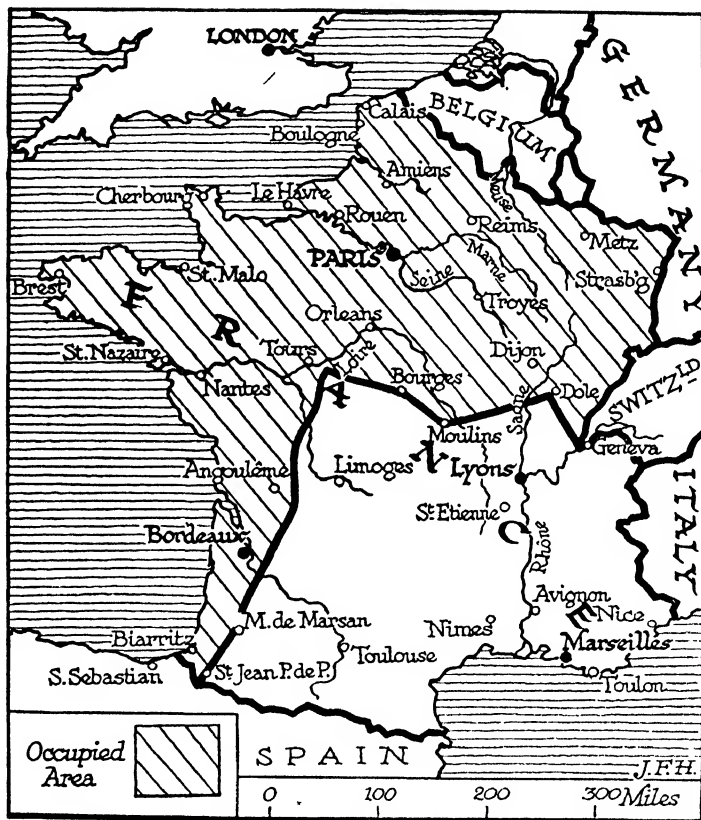 LONDON
GERMANY
Calais
BELGIUM
Boulogne
Amiens
Meuse
Cherbourg
Le Havre
Rouen
Reims
Metz
PARIS
Marne
Strasb'g
St. Malo
Seine
Brest
Troyes
FRANCE
Orleans
St. Nazaire
Tours
Loire
Dijon
Nantes
Bourges
Dole
SWITZLD
Saône
Moulins
Geneva
Limoges
Lyons
Angoulême
ITALY
St Etienne
Bordeaux
Rhône
Avignon
M. de Marsan
Nimes
Nice
Biarritz
Toulouse
Marseilles
S. Sebastian
St Jean P. de P.
Toulon
Occupied
Area
SPAIN
J.F.H.
0 100 200 300 Miles